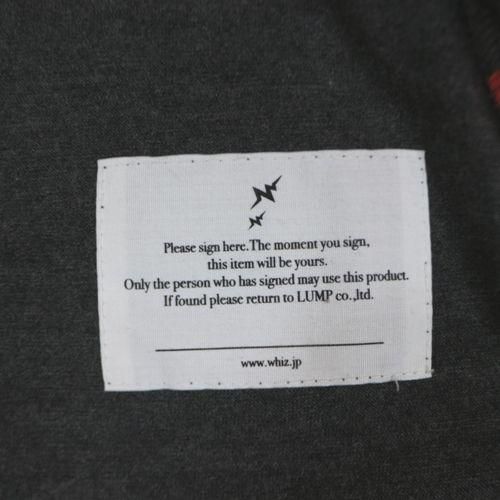 Please sign here. The moment you sign,
this item will be yours.
Only the person who has signed may use this product.
If found please return to LUMP co.,ltd.
www.whiz.jp